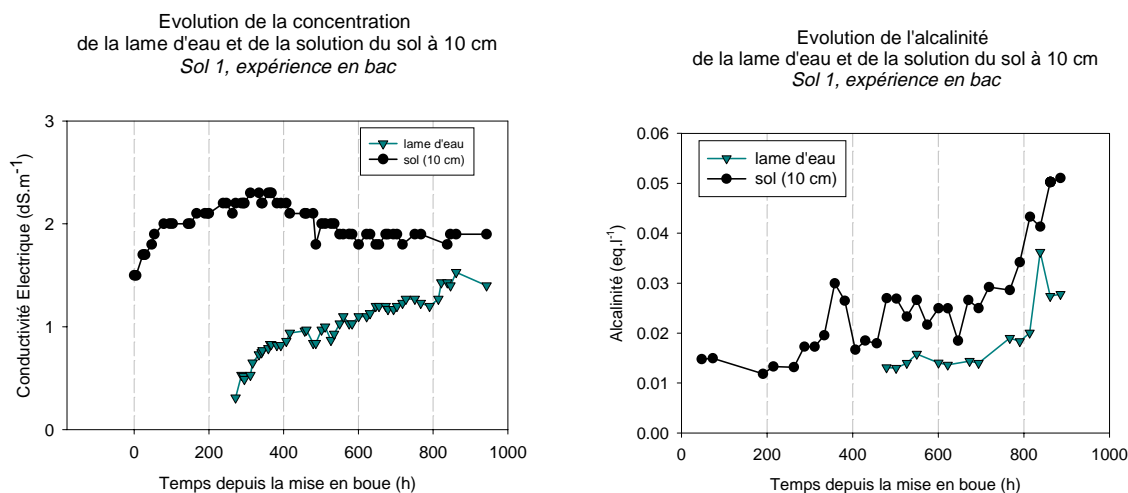 Evolution de la concentration
de la lame d'eau et de la solution du sol à 10 cm
Sol 1, expérience en bac
3
2
1
0
Conductivité Electrique (dS.m-1)
lame d'eau
sol (10 cm)
0 200 400 600 800 1000
Temps depuis la mise en boue (h)
Evolution de l'alcalinité
de la lame d'eau et de la solution du sol à 10 cm
Sol 1, expérience en bac
0.06
0.05
0.04
0.03
0.02
0.01
0.00
Alcalinité (eq.l-1)
lame d'eau
sol (10 cm)
0 200 400 600 800 1000
Temps depuis la mise en boue (h)